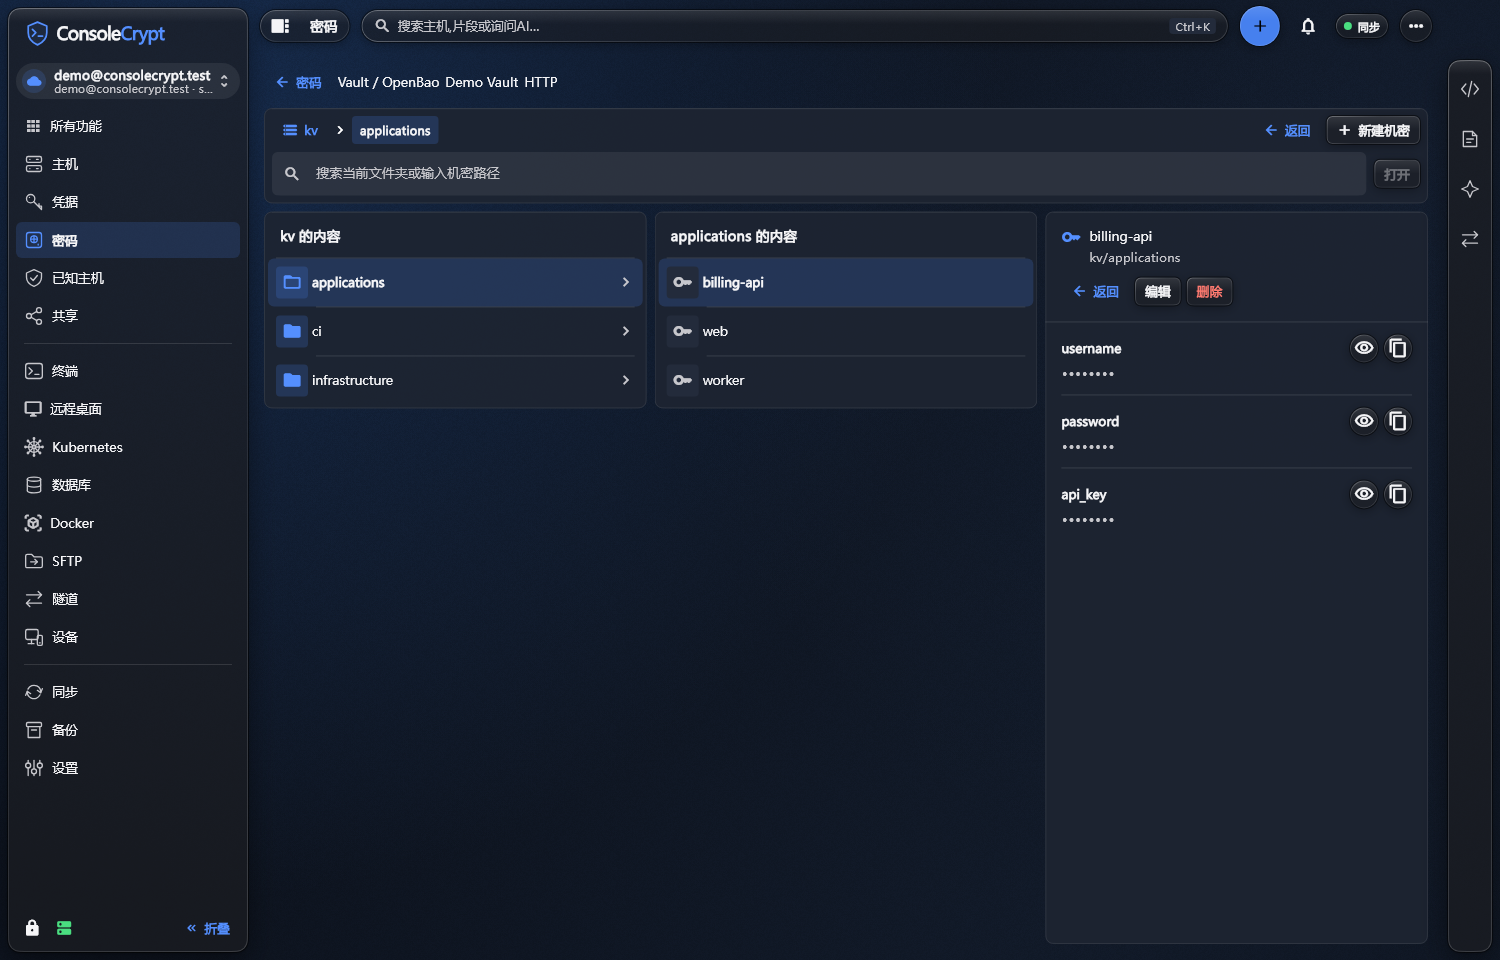 ConsoleCrypt
demo@consolecrypt.test
demo@consolecrypt.test · s...
所有功能
主机
凭据
密码
已知主机
共享
终端
远程桌面
Kubernetes
数据库
Docker
SFTP
隧道
设备
同步
备份
设置
折叠
密码
搜索主机,片段或询问AI...
Ctrl+K
同步
密码 Vault / OpenBao Demo Vault HTTP
kv
applications
返回
新建机密
搜索当前文件夹或输入机密路径
打开
kv 的内容
applications
ci
infrastructure
applications 的内容
billing-api
web
worker
billing-api
kv/applications
返回
编辑
删除
username
••••••••
password
••••••••
api_key
••••••••